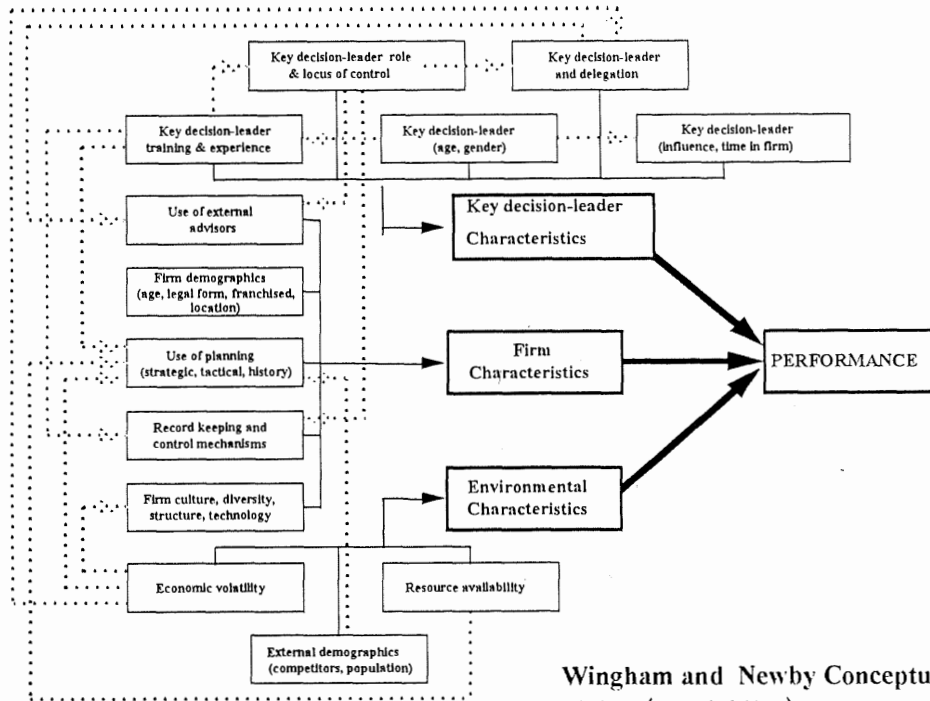 Key decision-leader role
& locus of control
Key decision-leader
and delegation
Key decision-leader
training & experience
Key decision-leader
(age, gender)
Key decision-leader
(influence, time in firm)
Use of external
advisors
Key decision-leader
Characteristics
Firm demographics
(age, legal form, franchised,
location)
Use of planning
(strategic, tactical, history)
Firm
Characteristics
PERFORMANCE
Record keeping and
control mechanisms
Firm culture, diversity,
structure, technology
Environmental
Characteristics
Economic volatility
Resource availability
External demographics
(competitors, population)
Wingham and Newby Conceptu